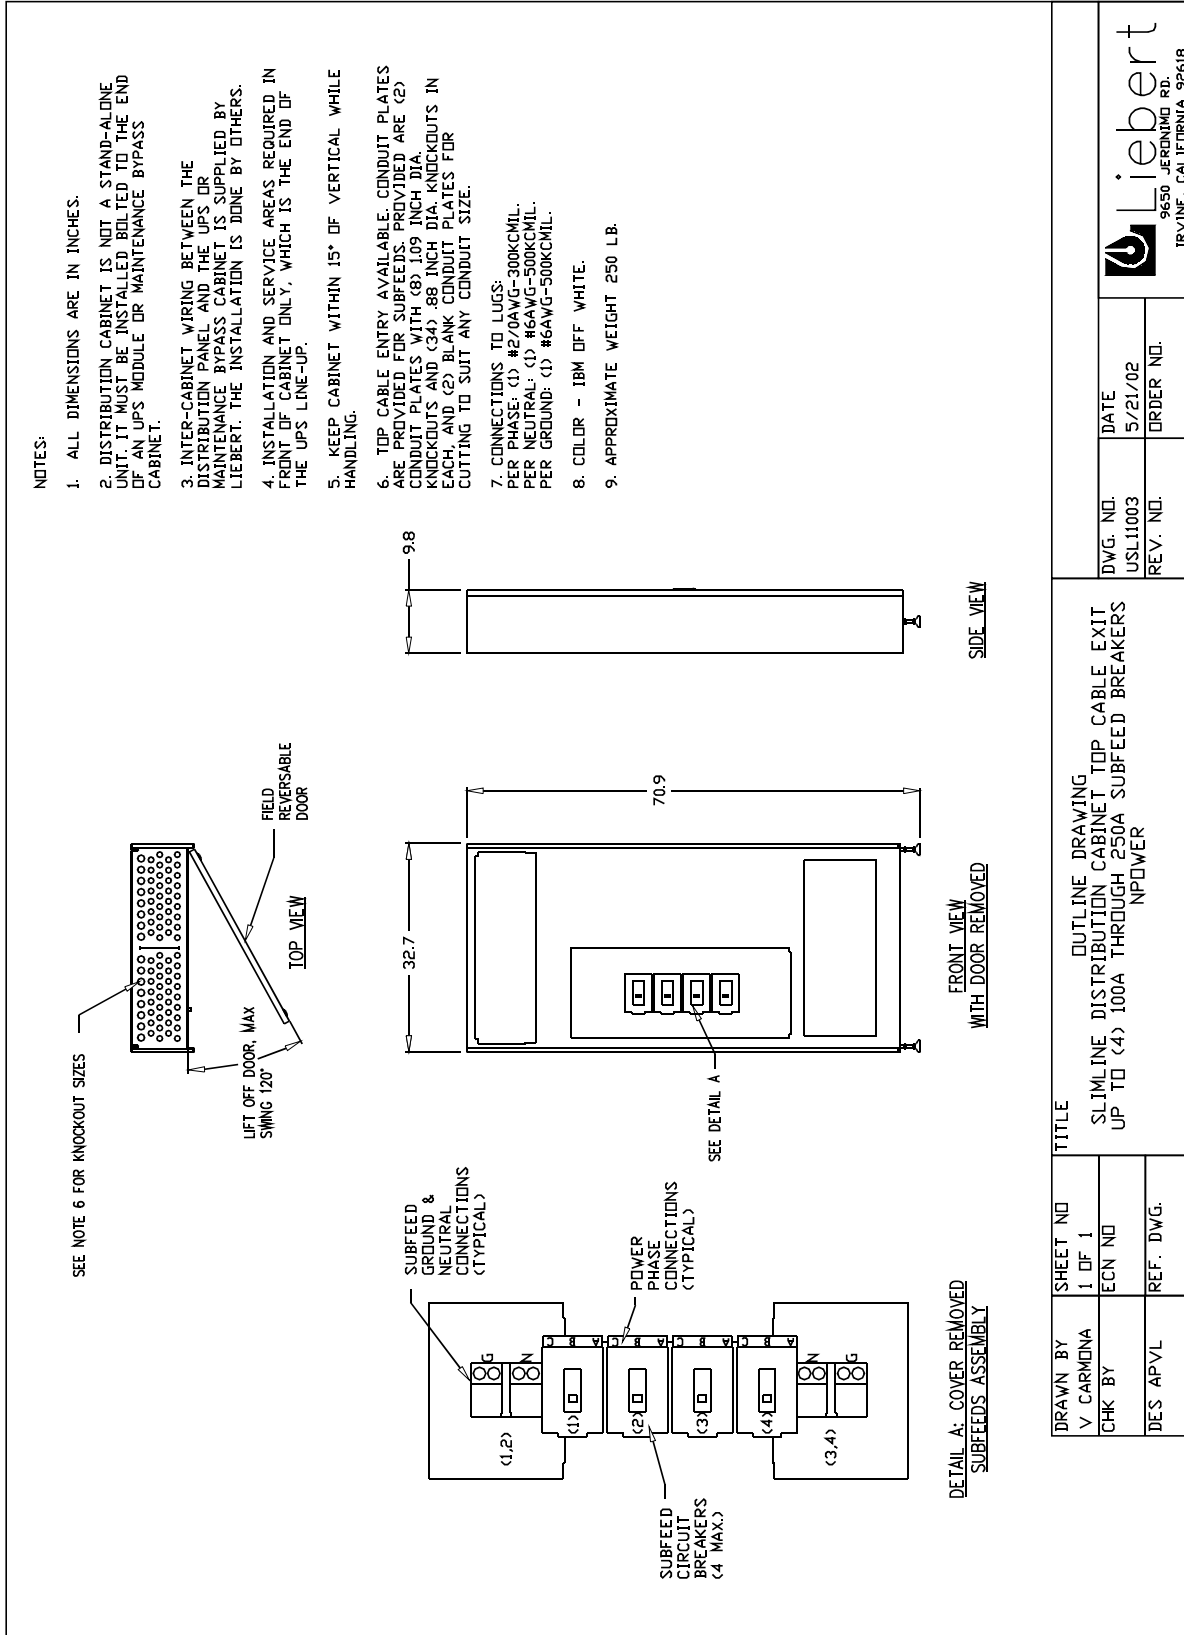 NOTES:
1. ALL DIMENSIONS ARE IN INCHES.
2. DISTRIBUTION CABINET IS NOT A STAND-ALONE
UNIT. IT MUST BE INSTALLED BOLTED TO THE END
OF AN UPS MODULE OR MAINTENANCE BYPASS
CABINET.
3. INTER-CABINET WIRING BETWEEN THE
DISTRIBUTION PANEL AND THE UPS OR
MAINTENANCE BYPASS CABINET IS SUPPLIED BY
LIEBERT. THE INSTALLATION IS DONE BY OTHERS.
4. INSTALLATION AND SERVICE AREAS REQUIRED IN
FRONT OF CABINET ONLY, WHICH IS THE END OF
THE UPS LINE-UP.
5. KEEP CABINET WITHIN 15° OF VERTICAL WHILE
HANDLING.
6. TOP CABLE ENTRY AVAILABLE. CONDUIT PLATES
ARE PROVIDED FOR SUBFEEDS. PROVIDED ARE (2)
CONDUIT PLATES WITH (8) 1.09 INCH DIA.
KNOCKOUTS AND (34) .88 INCH DIA. KNOCKOUTS IN
EACH, AND (2) BLANK CONDUIT PLATES FOR
CUTTING TO SUIT ANY CONDUIT SIZE.
7. CONNECTIONS TO LUGS:
PER PHASE: (1) #2/0AWG-300KCMIL.
PER NEUTRAL: (1) #6AWG-500KCMIL.
PER GROUND: (1) #6AWG-500KCMIL.
8. COLOR - IBM OFF WHITE.
9. APPROXIMATE WEIGHT 250 LB.
SEE NOTE 6 FOR KNOCKOUT SIZES
LIFT OFF DOOR, MAX
SWING 120°
FIELD
REVERSABLE
DOOR
TOP VIEW
32.7
70.9
SEE DETAIL A
FRONT VIEW
WITH DOOR REMOVED
9.8
SIDE VIEW
SUBFEED
GROUND &
NEUTRAL
CONNECTIONS
(TYPICAL)
POWER
PHASE
CONNECTIONS
(TYPICAL)
SUBFEED
CIRCUIT
BREAKERS
(4 MAX.)
G
N
(1,2)
(1)
A B C
(2)
A B C
(3)
A B C
(4)
A B C
N
G
(3,4)
DETAIL A: COVER REMOVED
SUBFEEDS ASSEMBLY
DRAWN BY
V CARMONA
CHK BY
DES APVL
SHEET NO
1 OF 1
ECN NO
REF. DWG.
TITLE
OUTLINE DRAWING
SLIMLINE DISTRIBUTION CABINET TOP CABLE EXIT
UP TO (4) 100A THROUGH 250A SUBFEED BREAKERS
NPOWER
DWG. NO.
USL11003
REV. NO.
DATE
5/21/02
ORDER NO.
Liebert
9650 JERONIMO RD.
IRVINE, CALIFORNIA 92618